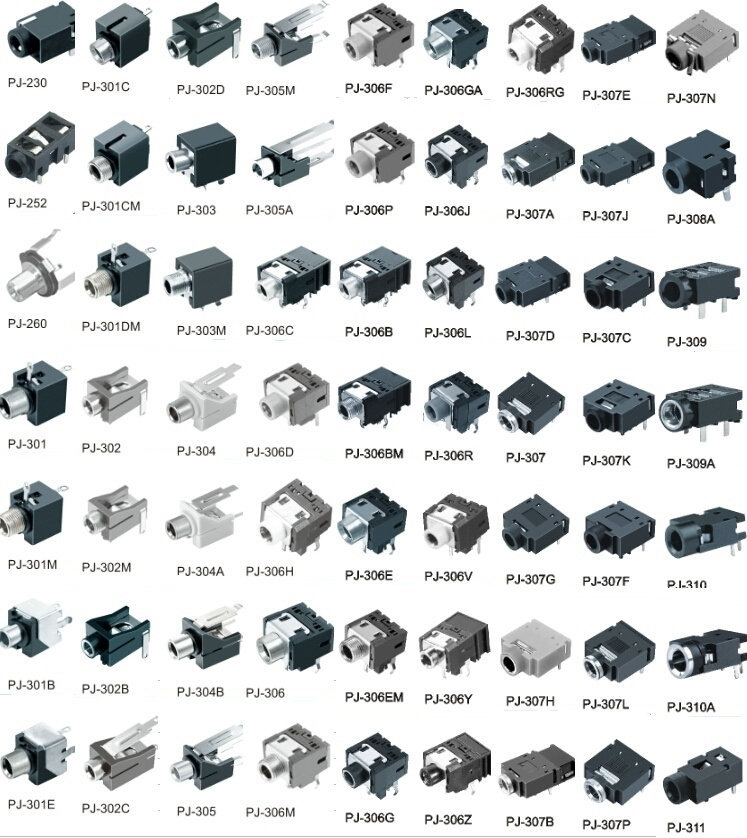 PJ-230 PJ-301C PJ-302D PJ-305M PJ-306F PJ-306GA PJ-306RG PJ-307E PJ-307N
PJ-252 PJ-301CM PJ-303 PJ-305A PJ-306P PJ-306J PJ-307A PJ-307J PJ-308A
PJ-260 PJ-301DM PJ-303M PJ-306C PJ-306B PJ-306L PJ-307D PJ-307C PJ-309
PJ-301 PJ-302 PJ-304 PJ-306D PJ-306BM PJ-306R PJ-307 PJ-307K PJ-309A
PJ-301M PJ-302M PJ-304A PJ-306H PJ-306E PJ-306V PJ-307G PJ-307F PJ-310
PJ-301B PJ-302B PJ-304B PJ-306 PJ-306EM PJ-306Y PJ-307H PJ-307L PJ-310A
PJ-301E PJ-302C PJ-305 PJ-306M PJ-306G PJ-306Z PJ-307B PJ-307P PJ-311